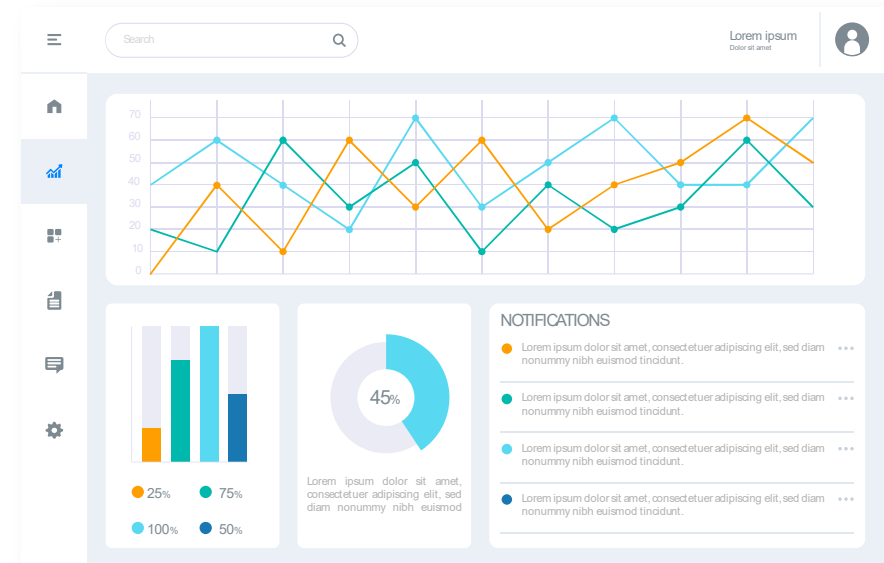 Search
Lorem ipsum
Dolor sit amet
70
60
50
40
30
20
10
0
25%
75%
100%
50%
45%
Lorem ipsum dolor sit amet,
consectetuer adipiscing elit, sed
diam nonummy nibh euismod
NOTIFICATIONS
Lorem ipsum dolor sit amet, consectetuer adipiscing elit, sed diam
nonummy nibh euismod tincidunt.
Lorem ipsum dolor sit amet, consectetuer adipiscing elit, sed diam
nonummy nibh euismod tincidunt.
Lorem ipsum dolor sit amet, consectetuer adipiscing elit, sed diam
nonummy nibh euismod tincidunt.
Lorem ipsum dolor sit amet, consectetuer adipiscing elit, sed diam
nonummy nibh euismod tincidunt.